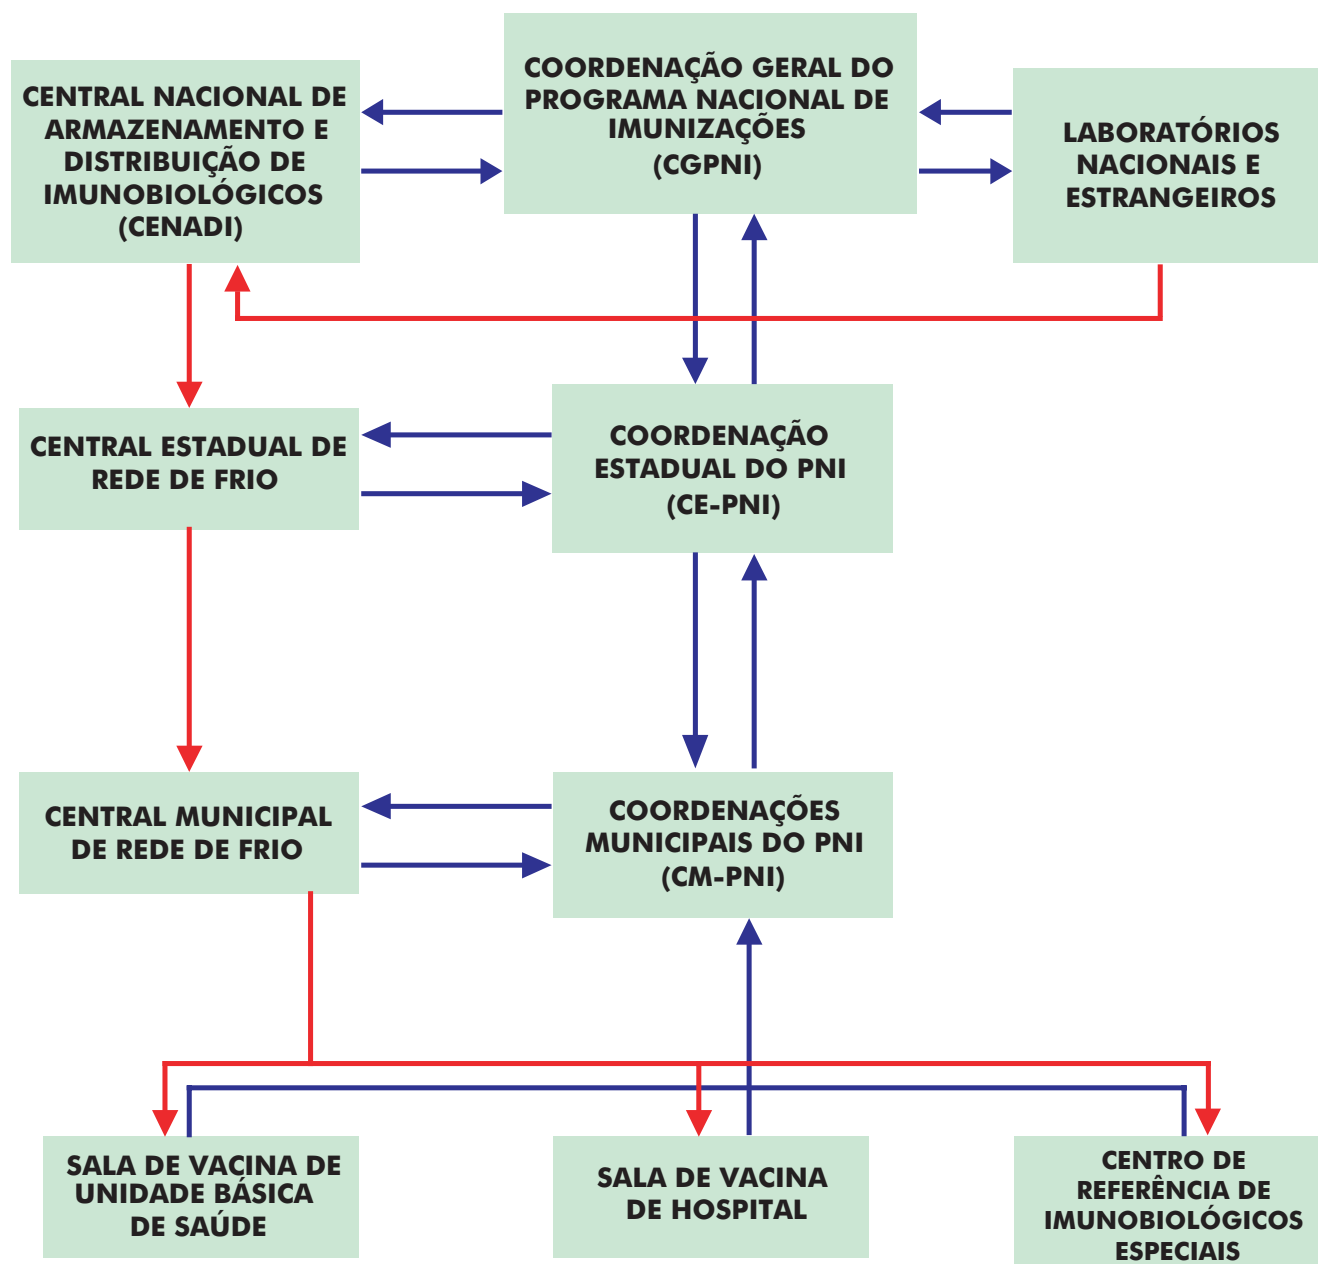 CENTRAL NACIONAL DE
ARMAZENAMENTO E
DISTRIBUIÇÃO DE
IMUNOBIOLÓGICOS
(CENADI)
COORDENAÇÃO GERAL DO
PROGRAMA NACIONAL DE
IMUNIZAÇÕES
(CGPNI)
LABORATÓRIOS
NACIONAIS E
ESTRANGEIROS
CENTRAL ESTADUAL DE
REDE DE FRIO
COORDENAÇÃO
ESTADUAL DO PNI
(CE-PNI)
CENTRAL MUNICIPAL
DE REDE DE FRIO
COORDENAÇÕES
MUNICIPAIS DO PNI
(CM-PNI)
SALA DE VACINA DE
UNIDADE BÁSICA
DE SAÚDE
SALA DE VACINA
DE HOSPITAL
CENTRO DE
REFERÊNCIA DE
IMUNOBIOLÓGICOS
ESPECIAIS